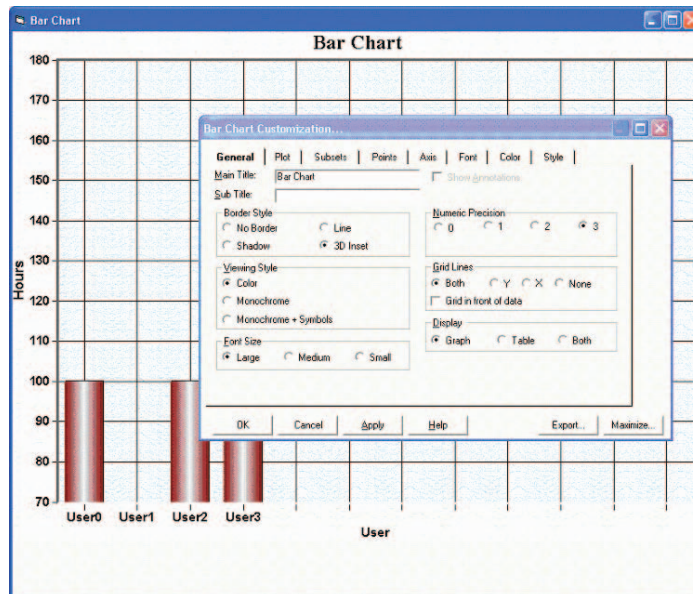 Bar Chart
Bar Chart
180
170
160
150
140
130
120
110
100
90
80
70
Hours
User0 User1 User2 User3
User
Bar Chart Customization...
General Plot Subsets Points Axis Font Color Style
Main Title: Bar Chart Show Annotations
Sub Title:
Border Style
No Border Line
Shadow 3D Inset
Numeric Precision
0 1 2 3
Viewing Style
Color
Monochrome
Monochrome + Symbols
Grid Lines
Both Y X None
Grid in front of data
Font Size
Large Medium Small
Display
Graph Table Both
OK Cancel Apply Help Export... Maximize...